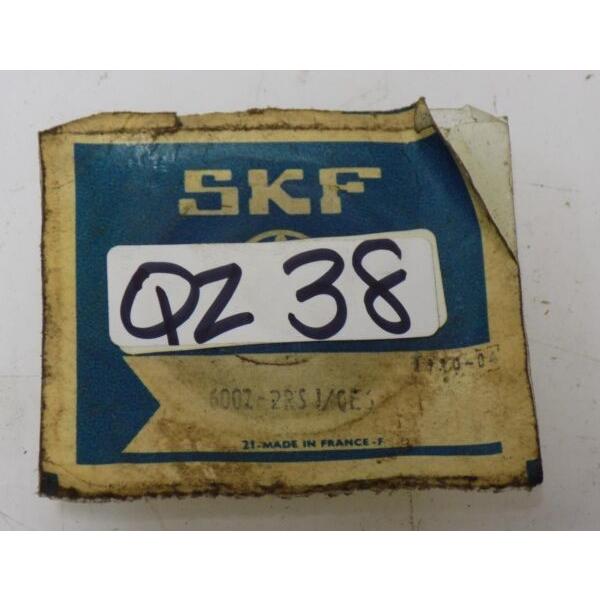 SKF
QZ 38
6002-2RS J/
21-MADE IN FRANCE-F